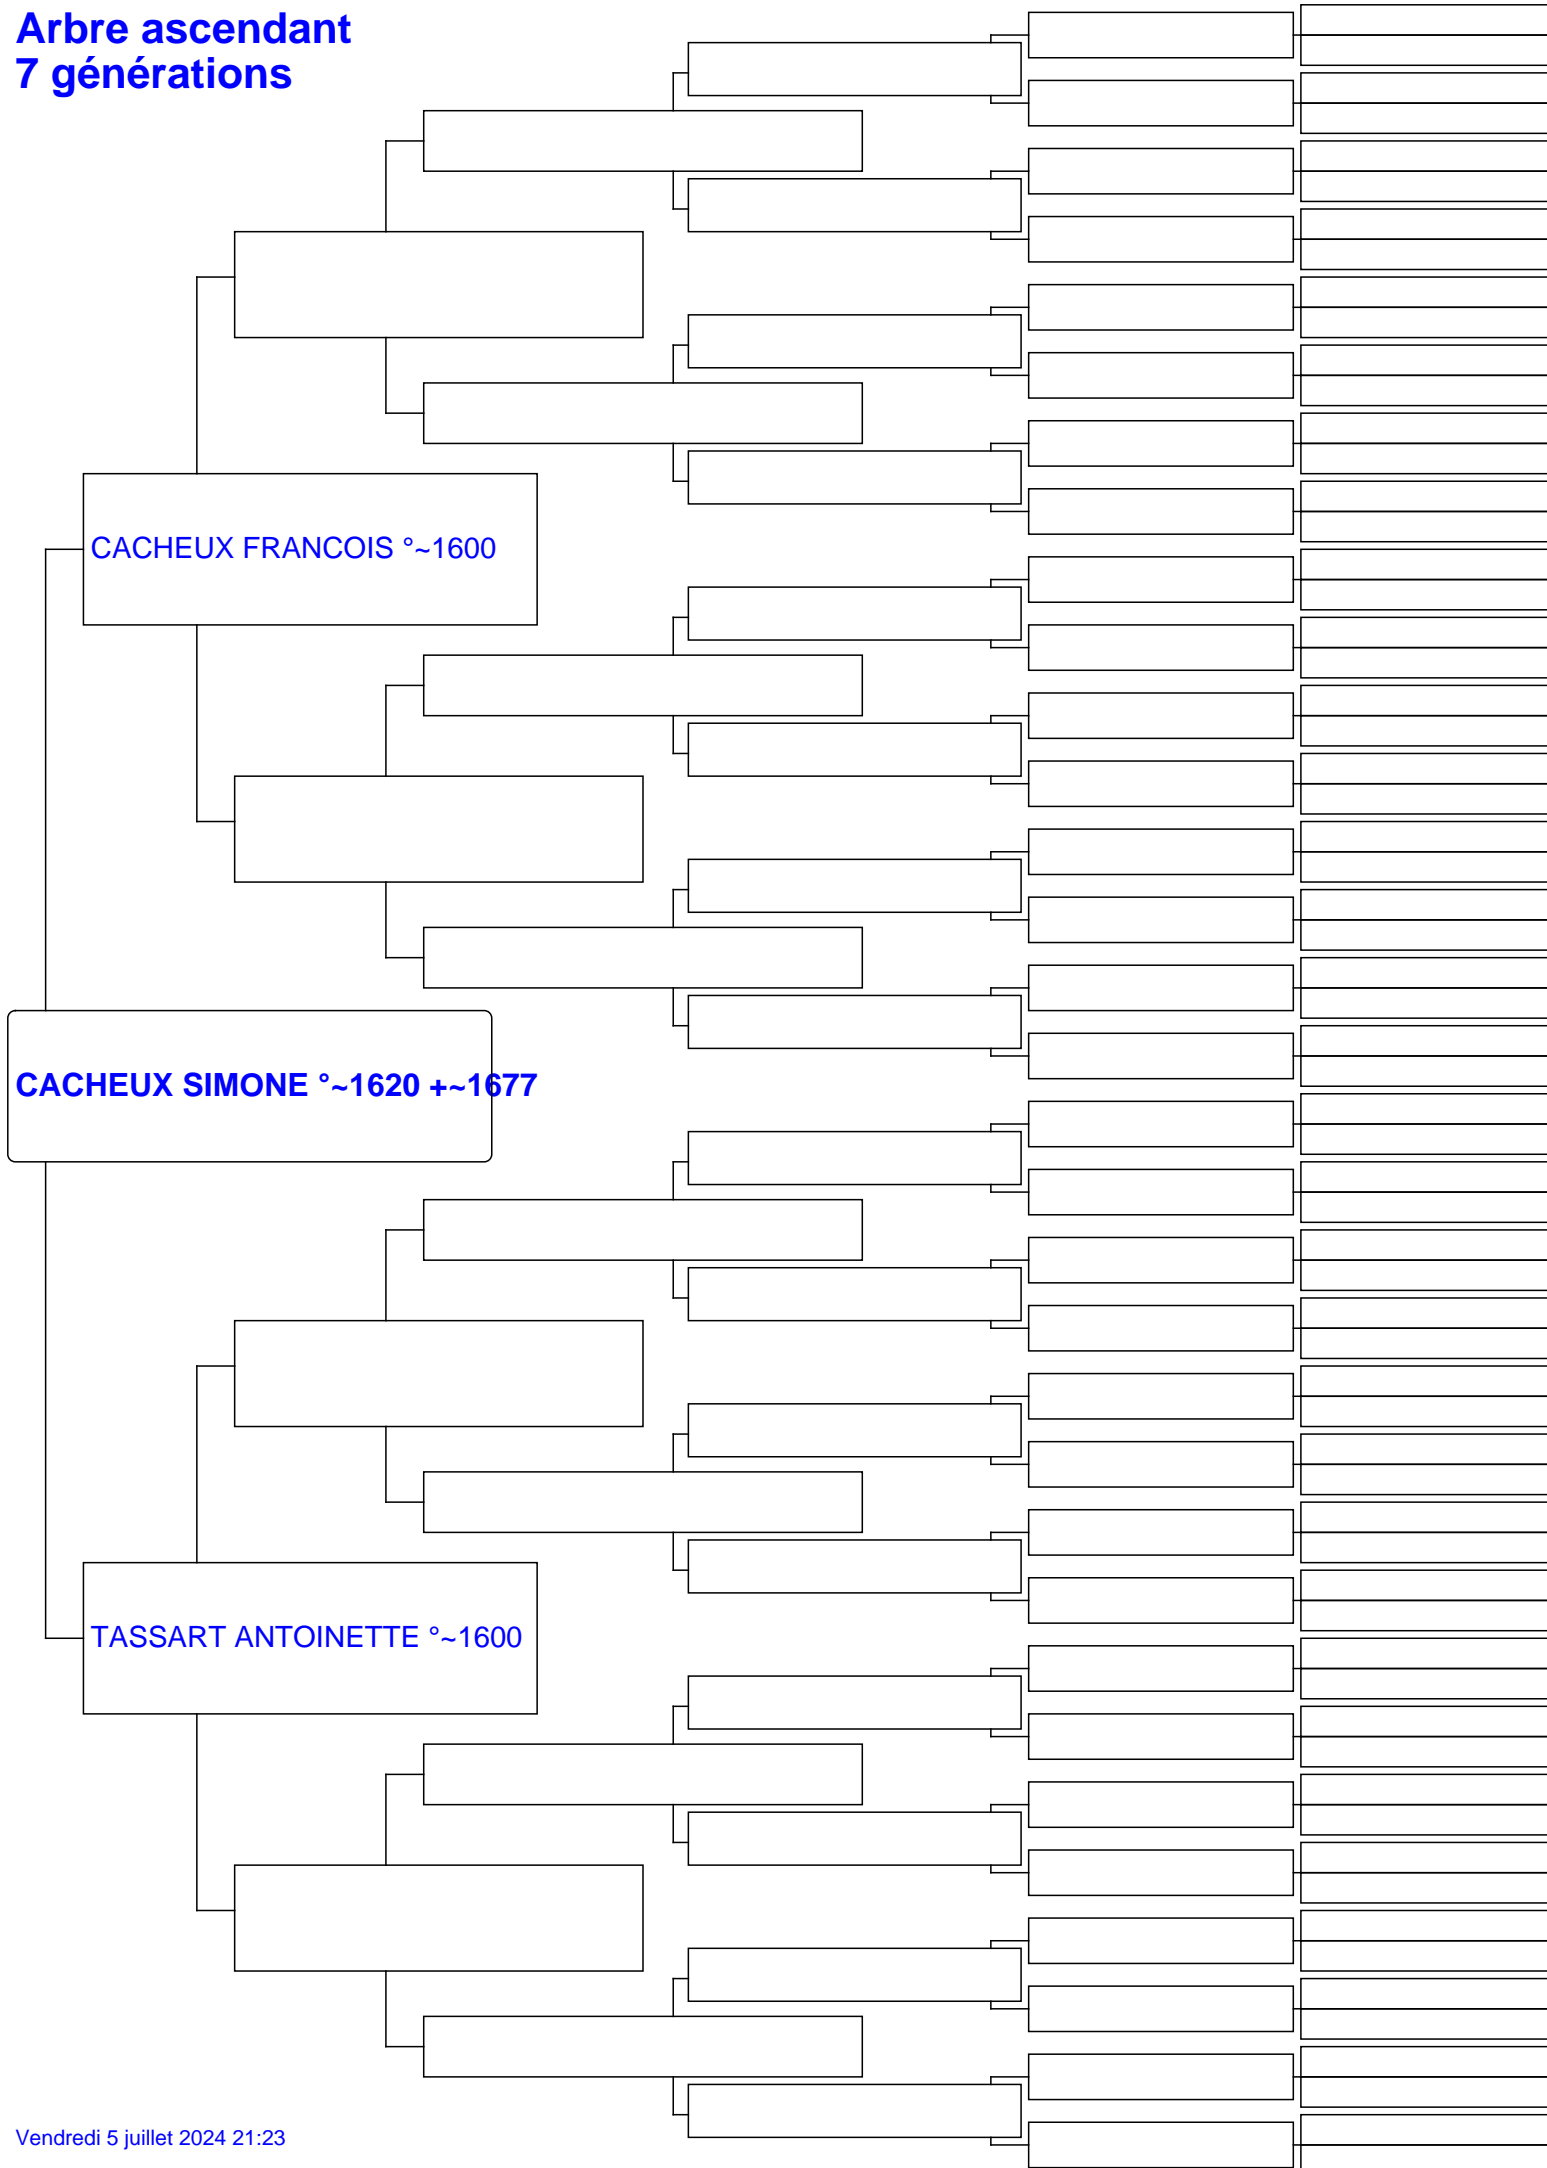 Arbre ascendant
7 générations
CACHEUX FRANCOIS °~1600
CACHEUX SIMONE °~1620 +~1677
TASSART ANTOINETTE °~1600
Vendredi 5 juillet 2024 21:23